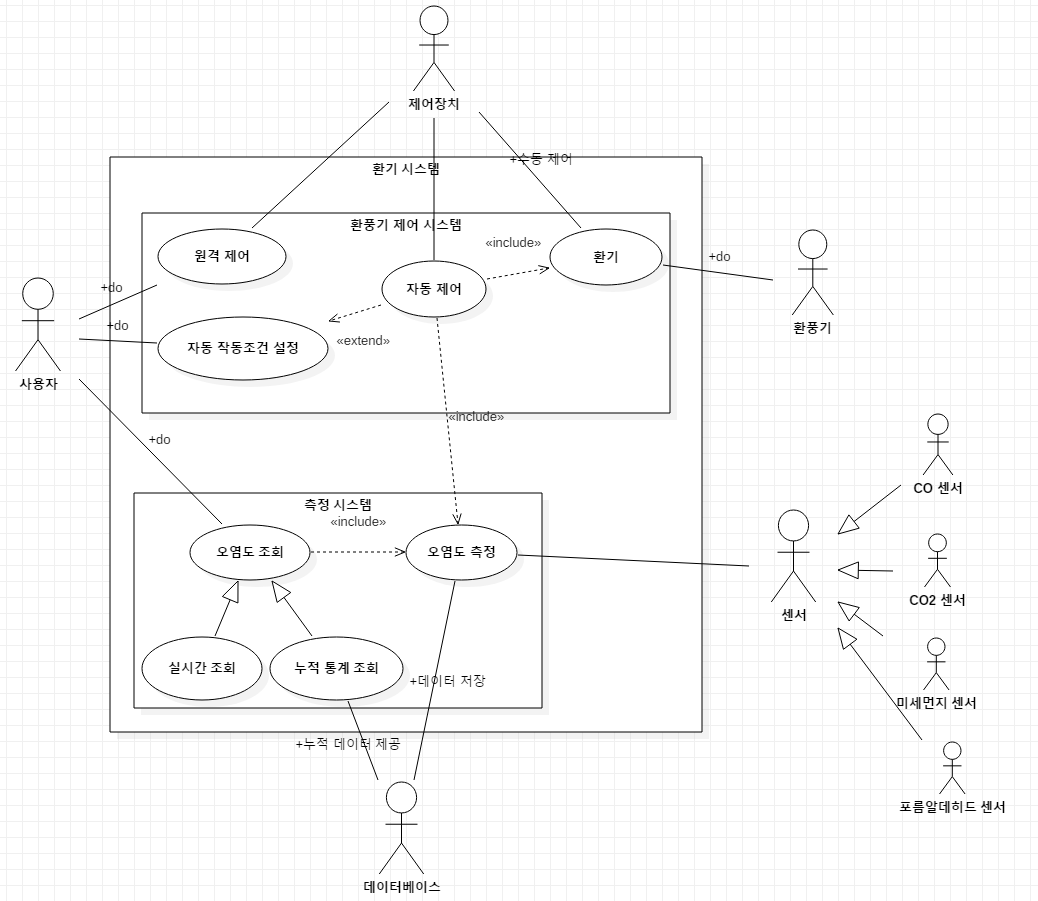 제어장치
+수동 제어
환기 시스템
환풍기 제어 시스템
«include»
원격 제어
환기
+do
자동 제어
+do
환풍기
+do
«extend»
자동 작동조건 설정
사용자
«include»
+do
CO 센서
측정 시스템
«include»
오염도 조회
오염도 측정
CO2 센서
센서
실시간 조회
누적 통계 조회
+데이터 저장
미세먼지 센서
+누적 데이터 제공
포름알데히드 센서
데이터베이스